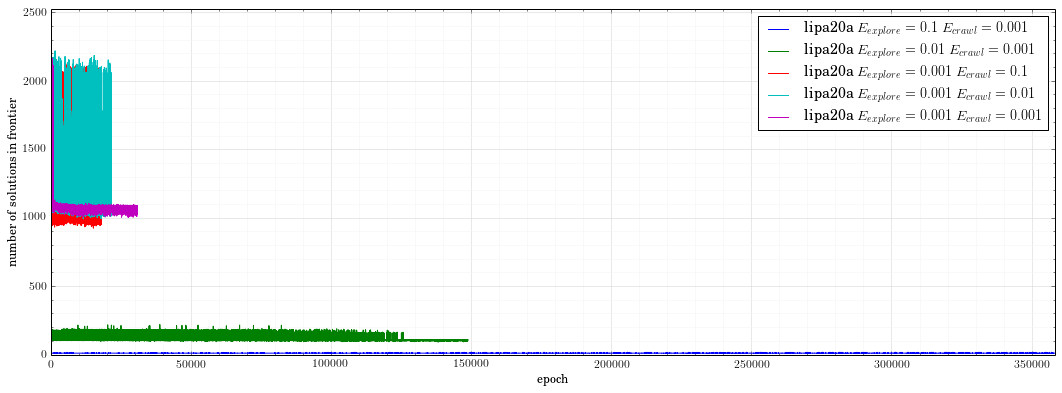 2500
2000
1500
1000
500
0
number of solutions in frontier
lipa20a E_explore = 0.1 E_crawl = 0.001
lipa20a E_explore = 0.01 E_crawl = 0.001
lipa20a E_explore = 0.001 E_crawl = 0.1
lipa20a E_explore = 0.001 E_crawl = 0.01
lipa20a E_explore = 0.001 E_crawl = 0.001
0 50000 100000 150000 200000 250000 300000 350000
epoch